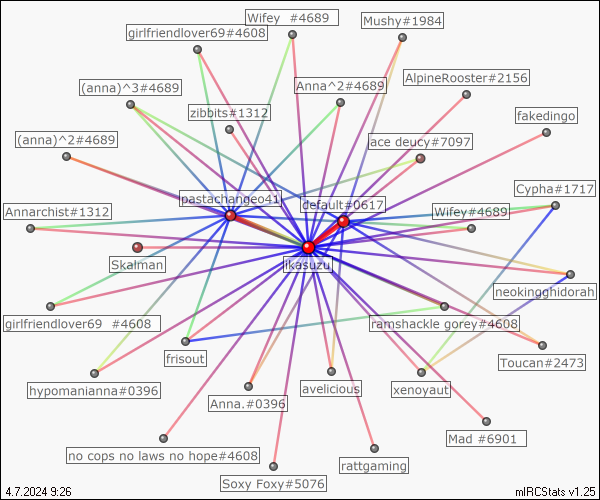 Wifey  #4689
Mushy#1984
girlfriendlover69#4608
AlpineRooster#2156
(anna)^3#4689
Anna^2#4689
zibbits#1312
fakedingo
(anna)^2#4689
ace deucy#7097
pastachangeo41
default#0617
Cypha#1717
Annarchist#1312
Wifey#4689
Skalman
ikasuzu
neokingghidorah
girlfriendlover69  #4608
ramshackle gorey#4608
frisout
Toucan#2473
hypomanianna#0396
avelicious
xenoyaut
Anna.#0396
Mad #6901
no cops no laws no hope#4608
rattgaming
Soxy Foxy#5076
4.7.2024 9:26
mIRCStats v1.25